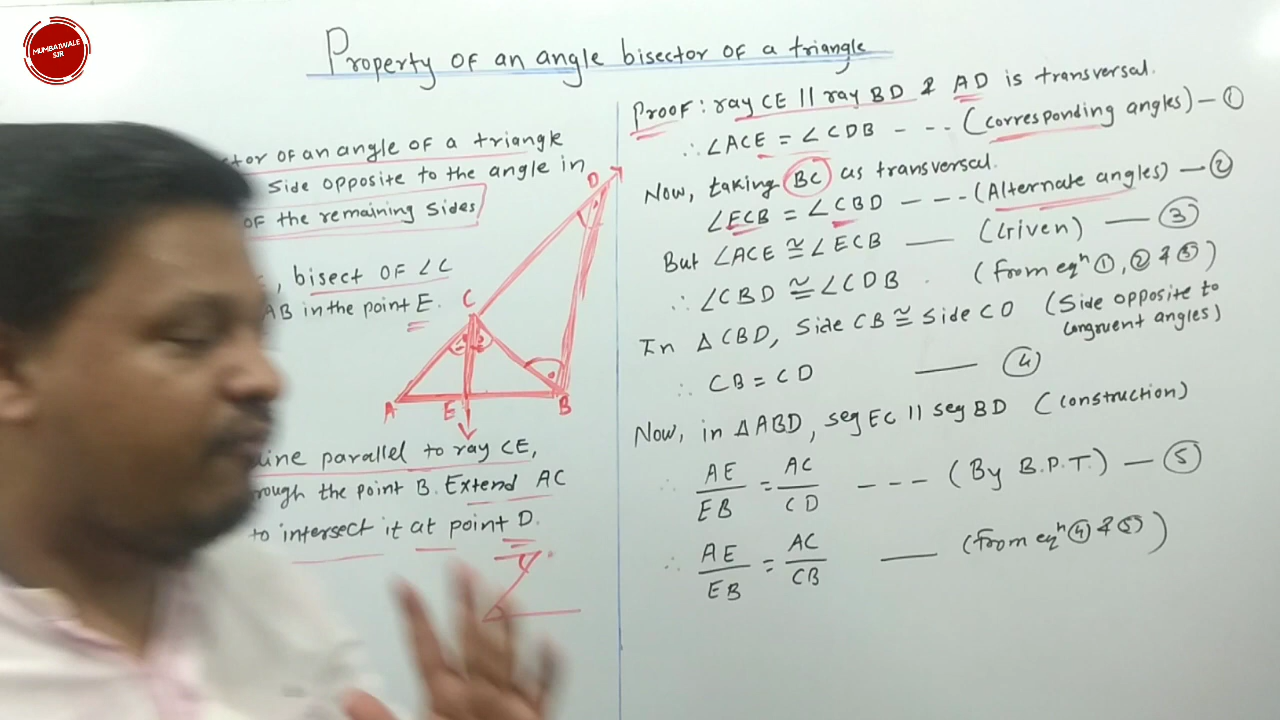 MUMBAIWALE
SIR
Property of an angle bisector of a triangle
tor of an angle of a triangle
side opposite to the angle in
of the remaining sides
, bisect of ∠C
AB in the point E.
D
C
A E B
line parallel to ray CE,
rough the point B. Extend AC
to intersect it at point D.
Proof : ray CE || ray BD & AD is transversal.
∴ ∠ACE = ∠CDB - - - (corresponding angles) — ①
Now, taking BC as transversal.
∠ECB = ∠CBD - - - (Alternate angles) — ②
But ∠ACE ≅ ∠ECB — (Given) — ③
∴ ∠CBD ≅ ∠CDB . (From eqⁿ ①, ② & ③)
In ΔCBD, Side CB ≅ Side CD (Side opposite to
congruent angles)
∴ CB = CD — ④
Now, in ΔABD, seg EC || seg BD (construction)
∴ AE/EB = AC/CD - - - (By B.P.T.) — ⑤
∴ AE/EB = AC/CB — (From eqⁿ ④ & ⑤)